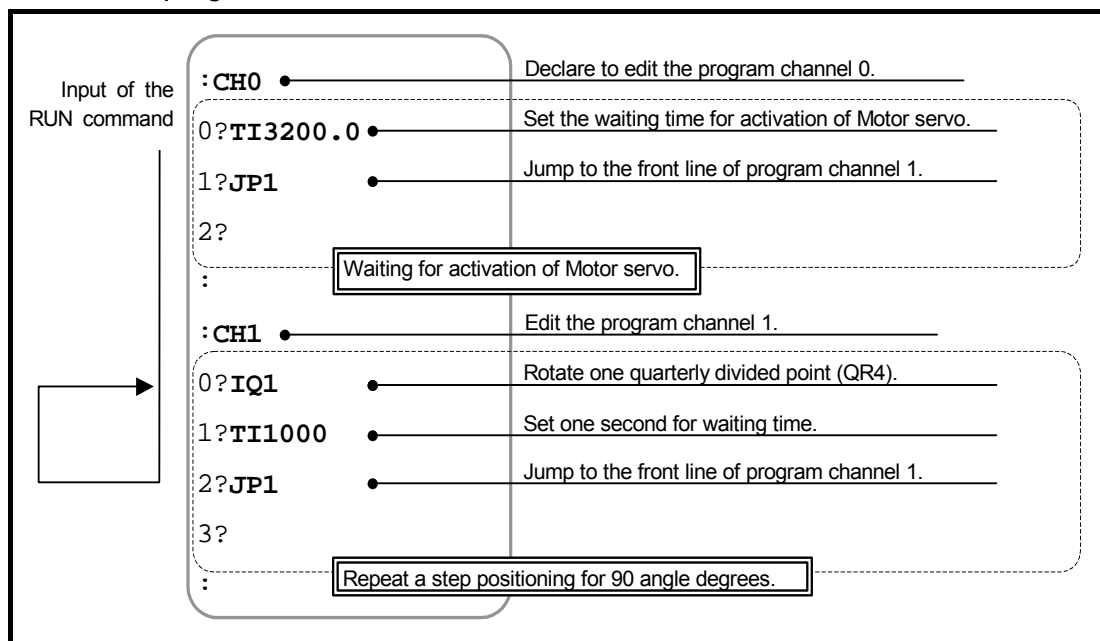 Input of the
RUN command
:CH0
Declare to edit the program channel 0.
0?TI3200.0
Set the waiting time for activation of Motor servo.
1?JP1
Jump to the front line of program channel 1.
2?
Waiting for activation of Motor servo.
:
:CH1
Edit the program channel 1.
0?IQ1
Rotate one quarterly divided point (QR4).
1?TI1000
Set one second for waiting time.
2?JP1
Jump to the front line of program channel 1.
3?
Repeat a step positioning for 90 angle degrees.
: